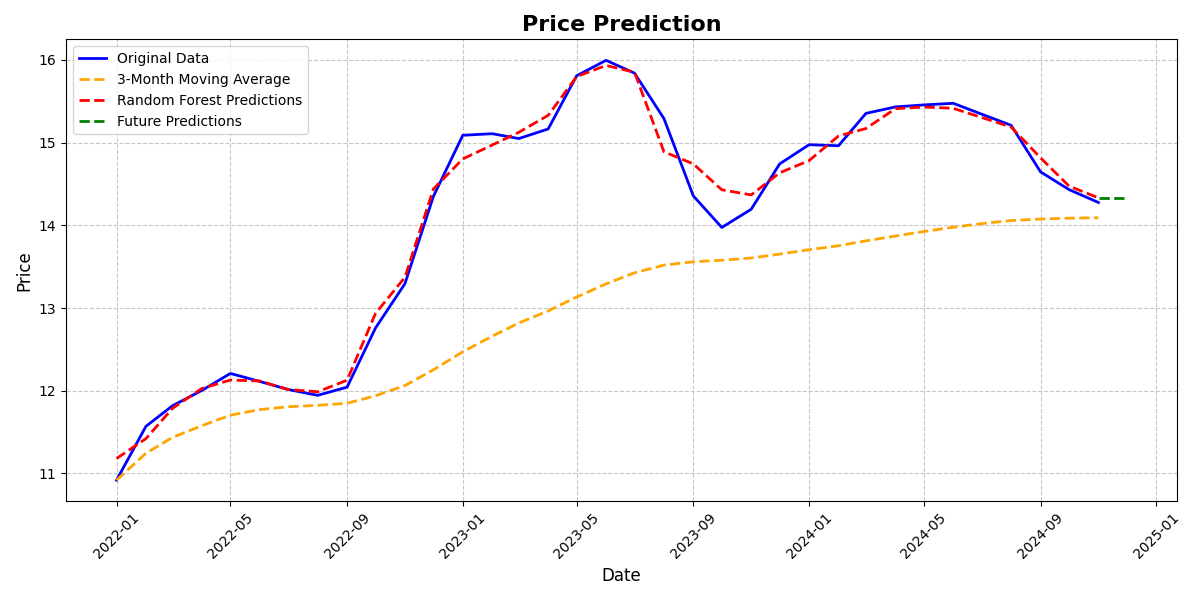 Price Prediction
Original Data
3-Month Moving Average
Random Forest Predictions
Future Predictions
Price
16
15
14
13
12
11
2022-01
2022-05
2022-09
2023-01
2023-05
2023-09
2024-01
2024-05
2024-09
2025-01
Date